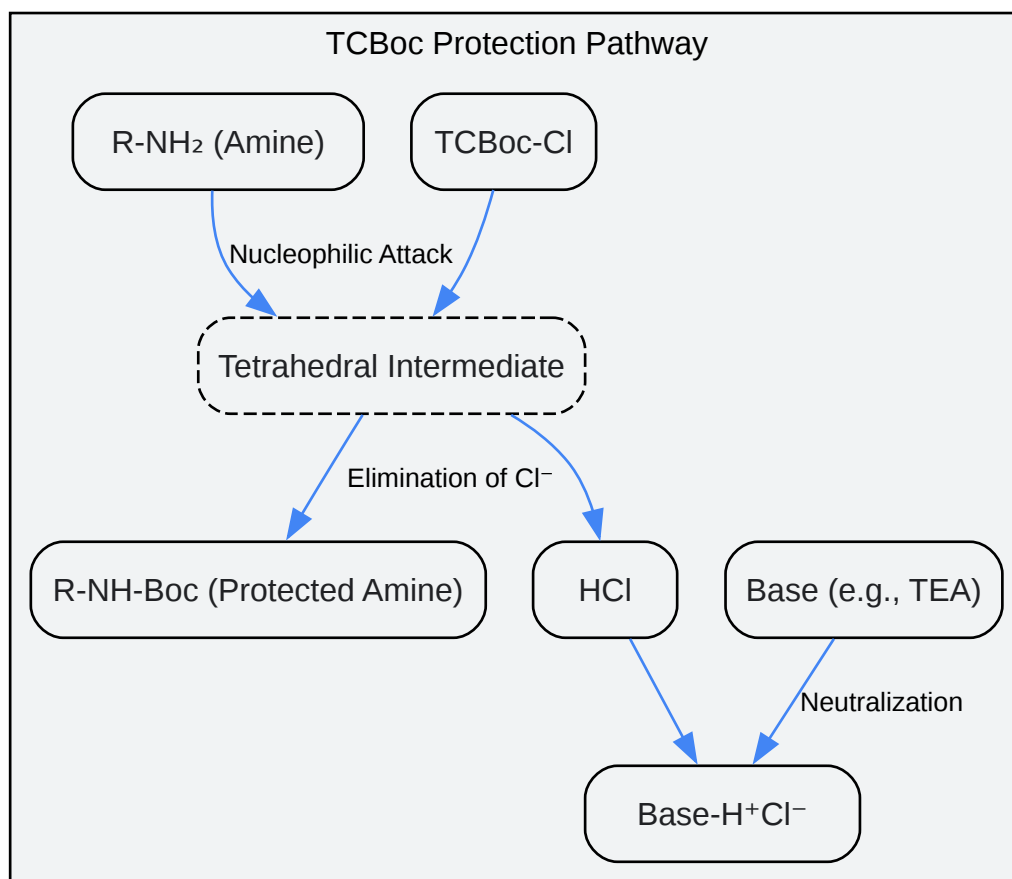 TCBoc Protection Pathway
R-NH₂ (Amine)
TCBoc-Cl
Nucleophilic Attack
Tetrahedral Intermediate
Elimination of Cl⁻
R-NH-Boc (Protected Amine)
HCl
Base (e.g., TEA)
Neutralization
Base-H⁺Cl⁻